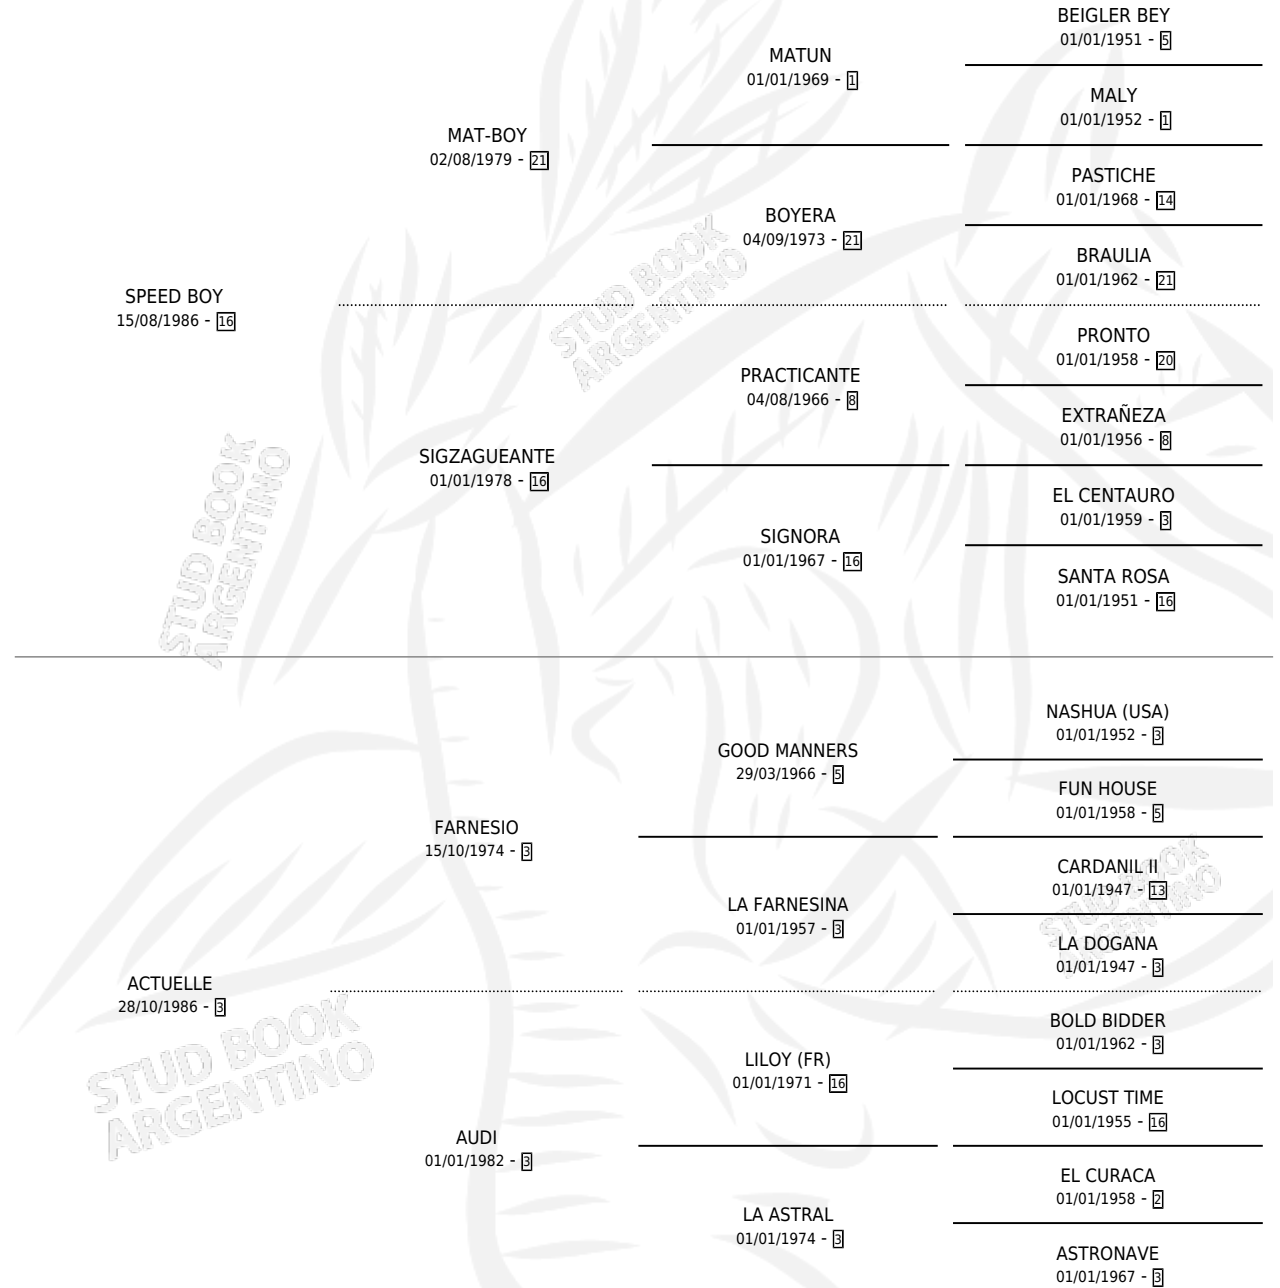 BEIGLER BEY
01/01/1951 - 5
MATUN
01/01/1969 - 1
MALY
01/01/1952 - 1
MAT-BOY
02/08/1979 - 21
PASTICHE
01/01/1968 - 14
BOYERA
04/09/1973 - 21
BRAULIA
01/01/1962 - 21
SPEED BOY
15/08/1986 - 16
PRONTO
01/01/1958 - 20
PRACTICANTE
04/08/1966 - 8
EXTRAÑEZA
01/01/1956 - 8
SIGZAGUEANTE
01/01/1978 - 16
EL CENTAURO
01/01/1959 - 3
SIGNORA
01/01/1967 - 16
SANTA ROSA
01/01/1951 - 16
NASHUA (USA)
01/01/1952 - 3
GOOD MANNERS
29/03/1966 - 5
FUN HOUSE
01/01/1958 - 5
FARNESIO
15/10/1974 - 3
CARDANIL II
01/01/1947 - 13
LA FARNESINA
01/01/1957 - 3
LA DOGANA
01/01/1947 - 3
ACTUELLE
28/10/1986 - 3
BOLD BIDDER
01/01/1962 - 3
LILOY (FR)
01/01/1971 - 16
LOCUST TIME
01/01/1955 - 16
AUDI
01/01/1982 - 3
EL CURACA
01/01/1958 - 2
LA ASTRAL
01/01/1974 - 3
ASTRONAVE
01/01/1967 - 3
STUD BOOK
ARGENTINO
STUD BOOK
ARGENTINO
STUD BOOK
ARGENTINO
STUD BOOK
ARGENTINO